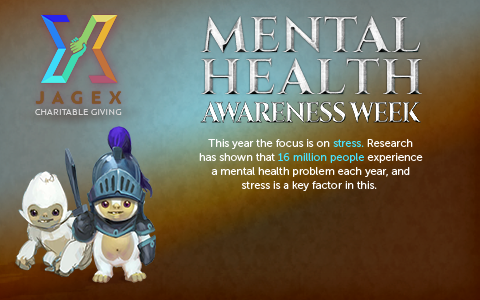 JAGEX
CHARITABLE GIVING
MENTAL
HEALTH
AWARENESS WEEK
This year the focus is on stress. Research
has shown that 16 million people experience
a mental health problem each year, and
stress is a key factor in this.